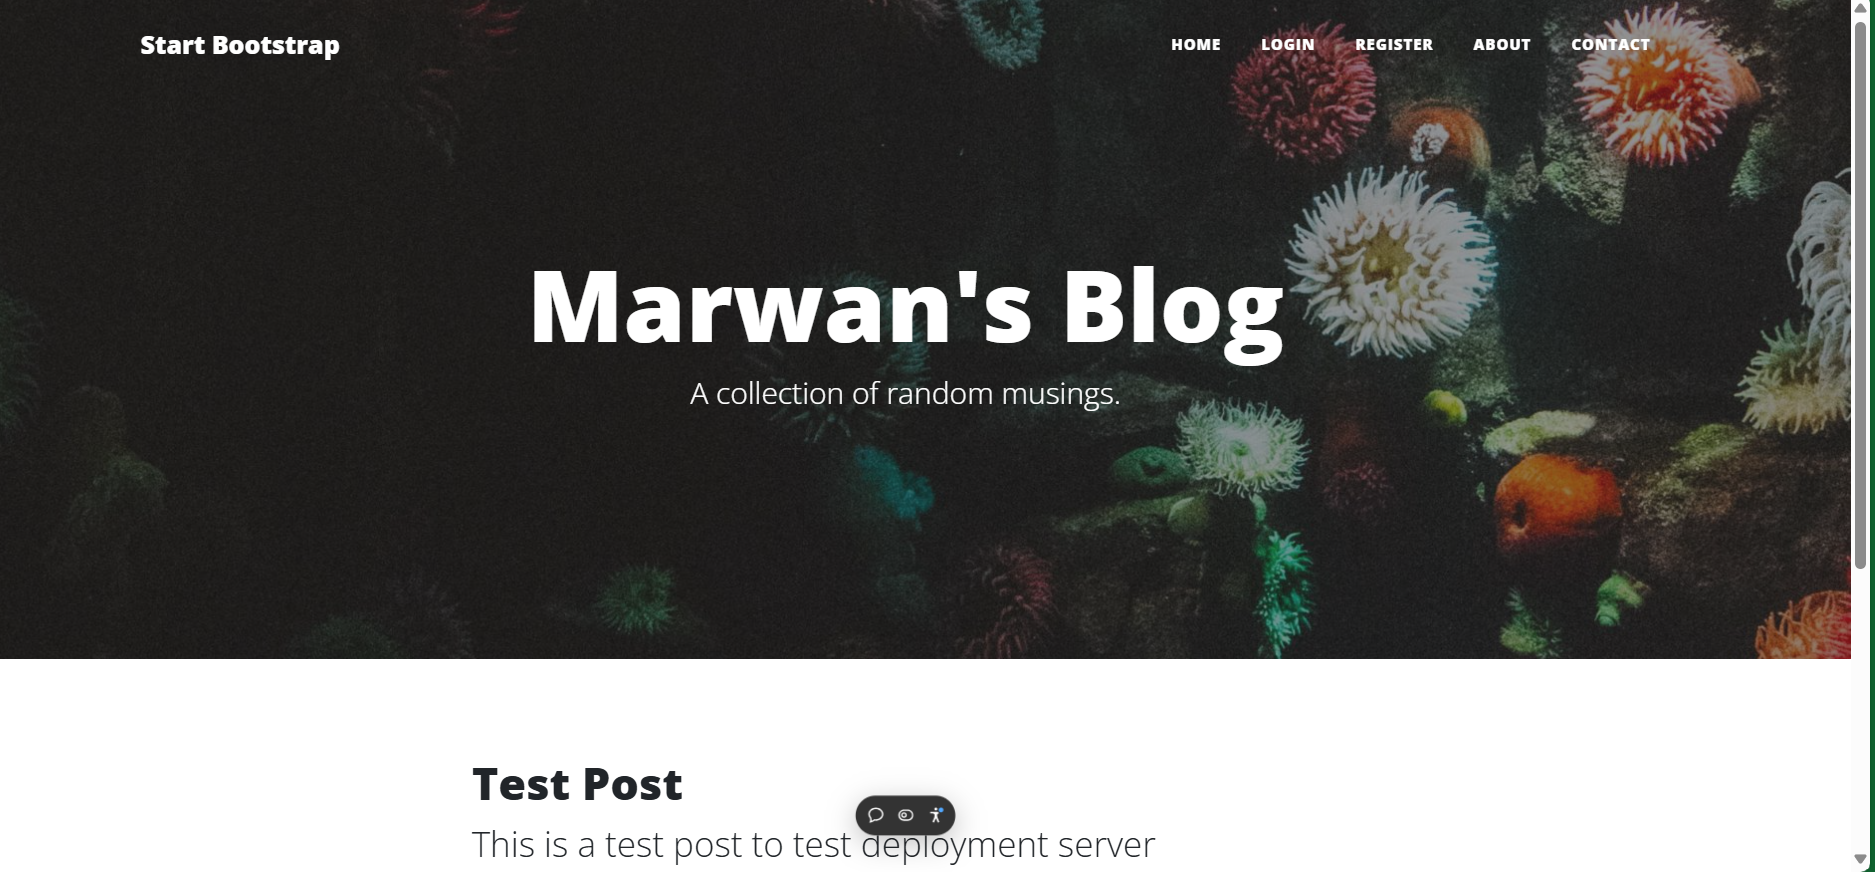 Start Bootstrap
HOME LOGIN REGISTER ABOUT CONTACT
Marwan's Blog
A collection of random musings.
Test Post
This is a test post to test deployment server